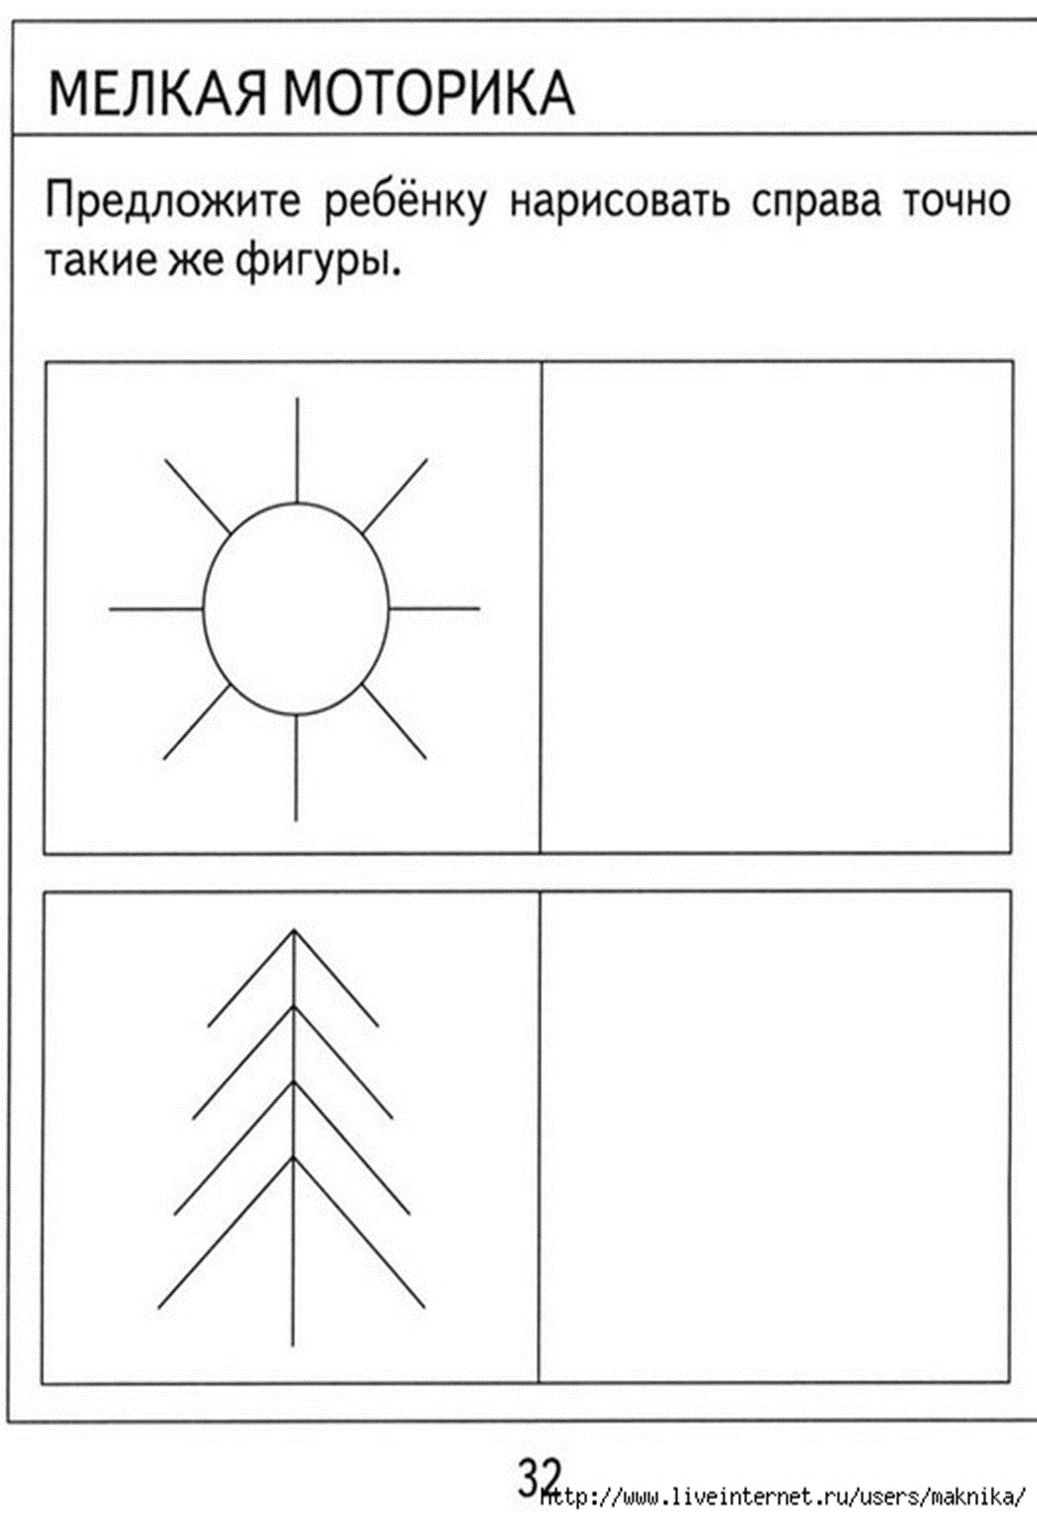 МЕЛКАЯ МОТОРИКА
Предложите ребёнку нарисовать справа точно
такие же фигуры.
32
http://www.liveinternet.ru/users/maknika/